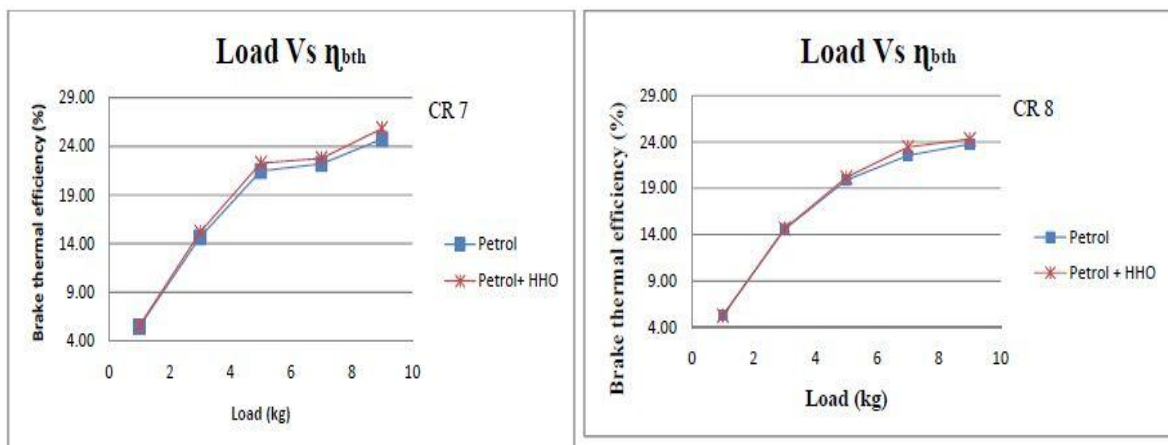 Load Vs ηbth
CR 7
Brake thermal efficiency (%)
29.00
24.00
19.00
14.00
9.00
4.00
0 2 4 6 8 10
Load (kg)
Petrol
Petrol+ HHO
Load Vs ηbth
CR 8
Brake thermal efficiency (%)
29.00
24.00
19.00
14.00
9.00
4.00
0 2 4 6 8 10
Load (kg)
Petrol
Petrol + HHO